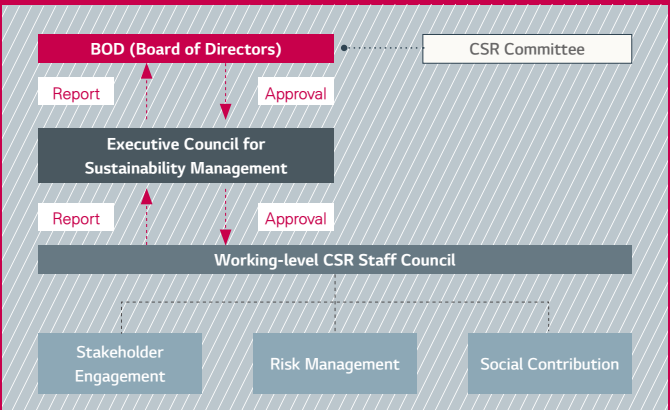 BOD (Board of Directors)
CSR Committee
Report
Approval
Executive Council for
Sustainability Management
Report
Approval
Working-level CSR Staff Council
Stakeholder
Engagement
Risk Management
Social Contribution